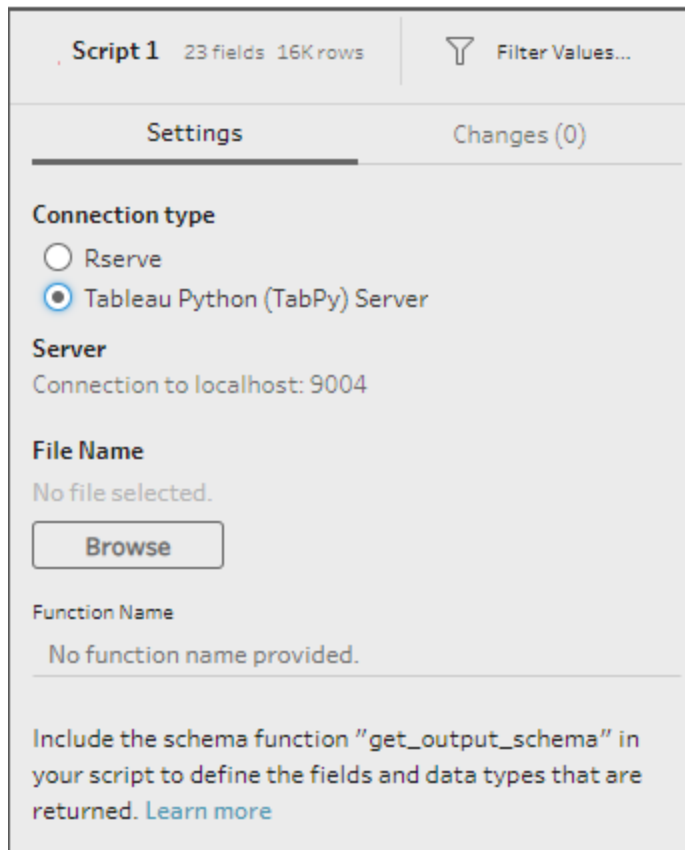 Script 1 23 fields 16K rows Filter Values...
Settings Changes (0)
Connection type
Rserve
Tableau Python (TabPy) Server
Server
Connection to localhost: 9004
File Name
No file selected.
Browse
Function Name
No function name provided.
Include the schema function "get_output_schema" in
your script to define the fields and data types that are
returned. Learn more